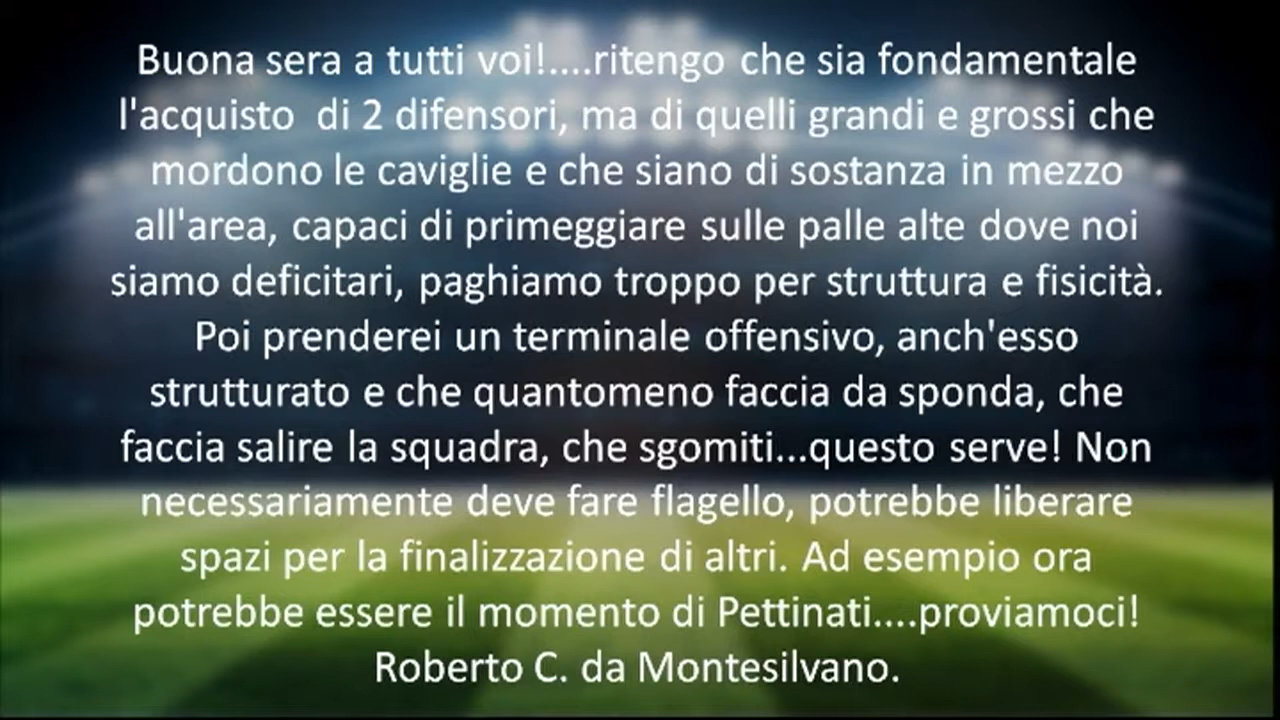 Buona sera a tutti voi!....ritengo che sia fondamentale
l'acquisto  di 2 difensori, ma di quelli grandi e grossi che
mordono le caviglie e che siano di sostanza in mezzo
all'area, capaci di primeggiare sulle palle alte dove noi
siamo deficitari, paghiamo troppo per struttura e fisicità.
Poi prenderei un terminale offensivo, anch'esso
strutturato e che quantomeno faccia da sponda, che
faccia salire la squadra, che sgomiti...questo serve! Non
necessariamente deve fare flagello, potrebbe liberare
spazi per la finalizzazione di altri. Ad esempio ora
potrebbe essere il momento di Pettinati....proviamoci!
Roberto C. da Montesilvano.